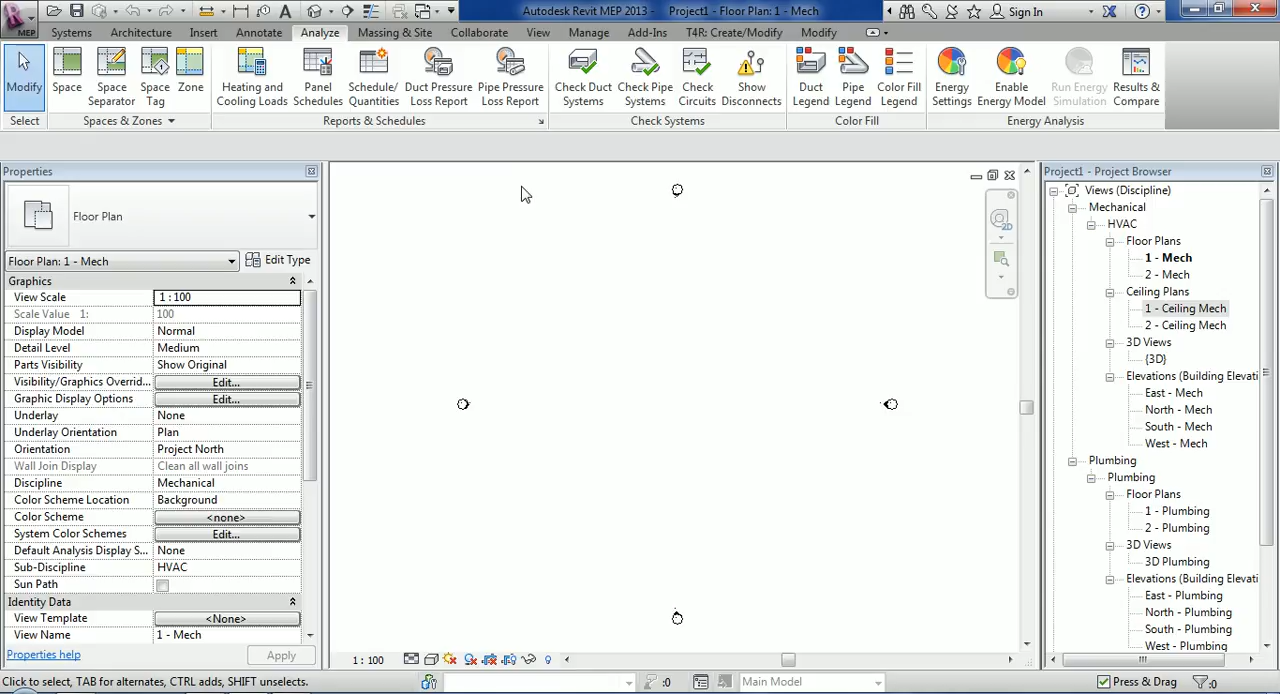 Autodesk Revit MEP 2013 - Project1 - Floor Plan: 1 - Mech
Sign In
MEP
Systems Architecture Insert Annotate Analyze Massing & Site Collaborate View Manage Add-Ins T4R: Create/Modify Modify
Modify
Space
Space Separator
Space Tag
Zone
Heating and Cooling Loads
Panel Schedules
Schedule/ Quantities
Duct Pressure Loss Report
Pipe Pressure Loss Report
Check Duct Systems
Check Pipe Systems
Check Circuits
Show Disconnects
Duct Legend
Pipe Legend
Color Fill Legend
Energy Settings
Enable Energy Model
Run Energy Simulation
Results & Compare
Select Spaces & Zones Reports & Schedules Check Systems Color Fill Energy Analysis
Properties
Floor Plan
Floor Plan: 1 - Mech Edit Type
Graphics
View Scale 1 : 100
Scale Value 1: 100
Display Model Normal
Detail Level Medium
Parts Visibility Show Original
Visibility/Graphics Overrid... Edit...
Graphic Display Options Edit...
Underlay None
Underlay Orientation Plan
Orientation Project North
Wall Join Display Clean all wall joins
Discipline Mechanical
Color Scheme Location Background
Color Scheme <none>
System Color Schemes Edit...
Default Analysis Display S... None
Sub-Discipline HVAC
Sun Path
Identity Data
View Template <None>
View Name 1 - Mech
Properties help Apply
2D
1 : 100
Project1 - Project Browser
Views (Discipline)
Mechanical
HVAC
Floor Plans
1 - Mech
2 - Mech
Ceiling Plans
1 - Ceiling Mech
2 - Ceiling Mech
3D Views
{3D}
Elevations (Building Elevati
East - Mech
North - Mech
South - Mech
West - Mech
Plumbing
Plumbing
Floor Plans
1 - Plumbing
2 - Plumbing
3D Views
3D Plumbing
Elevations (Building Elevati
East - Plumbing
North - Plumbing
South - Plumbing
West - Plumbing
Click to select, TAB for alternates, CTRL adds, SHIFT unselects.
:0 Main Model Press & Drag :0